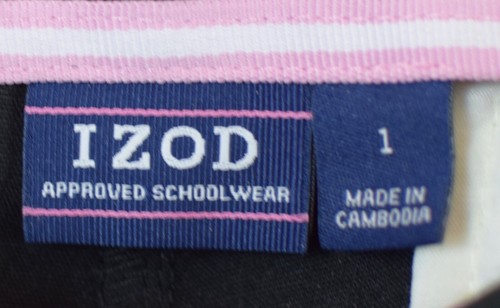 IZOD
APPROVED SCHOOLWEAR
1
MADE IN
CAMBODIA